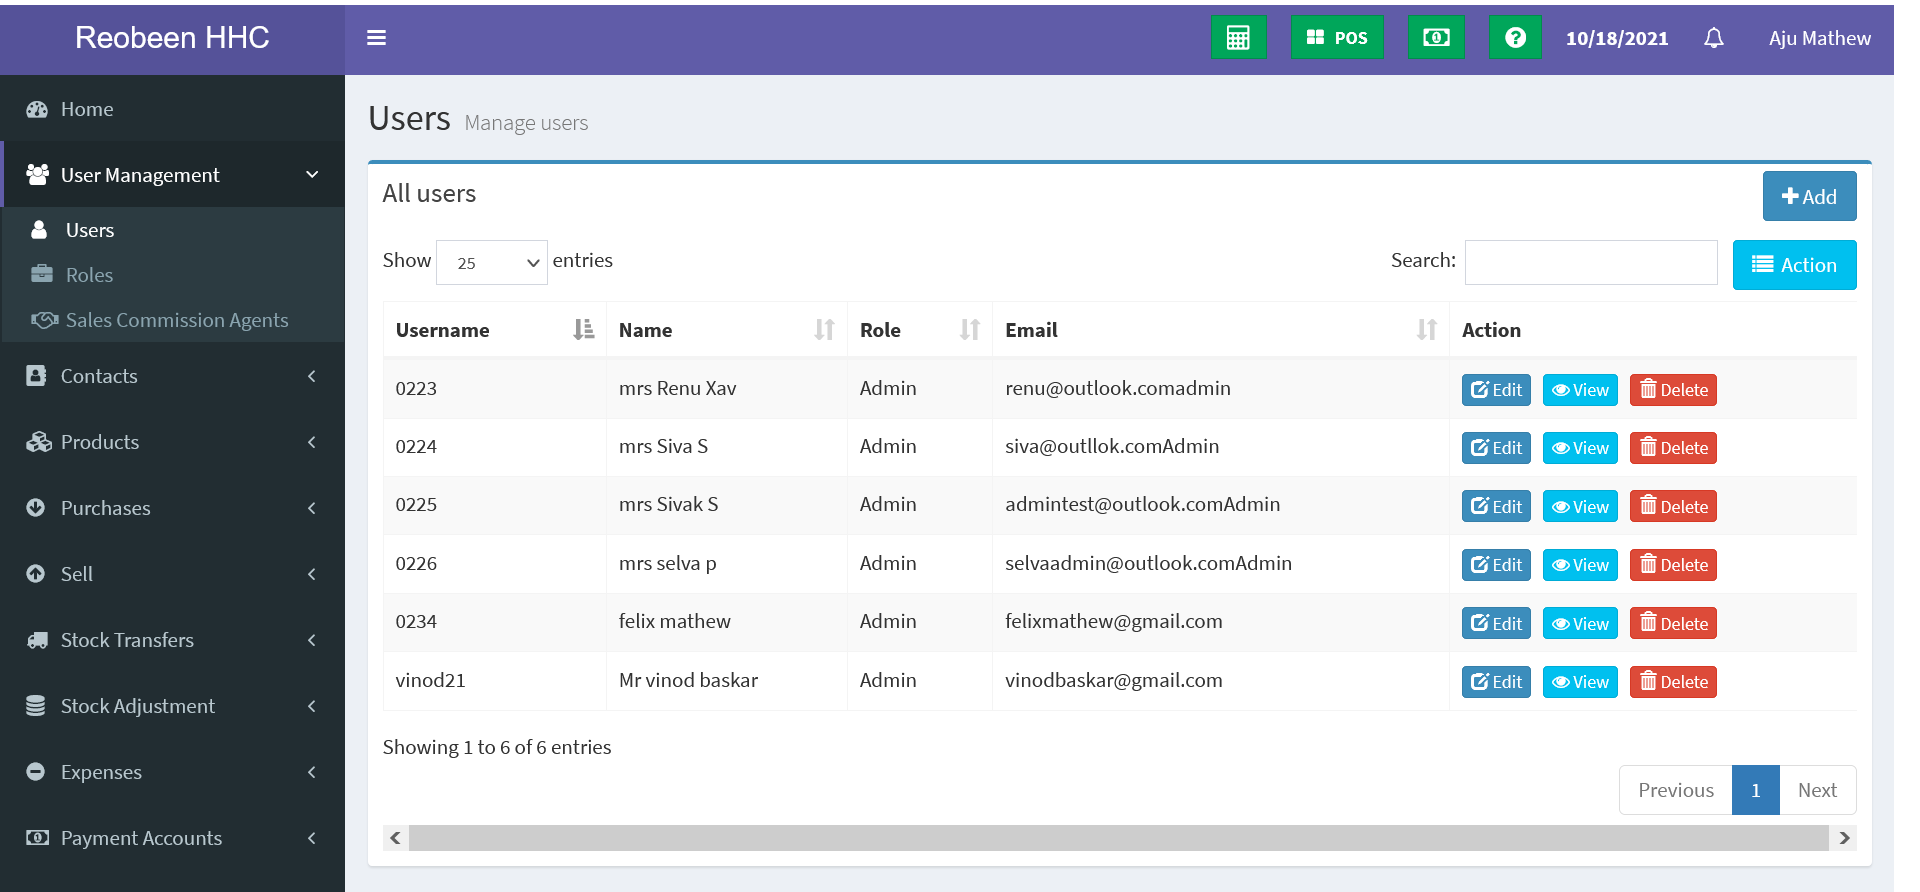 Reobeen HHC
POS
10/18/2021
Aju Mathew
Home
User Management
Users
Roles
Sales Commission Agents
Contacts
Products
Purchases
Sell
Stock Transfers
Stock Adjustment
Expenses
Payment Accounts
Users Manage users
All users
Add
Show 25 entries
Search:
Action
Username Name Role Email Action
0223 mrs Renu Xav Admin renu@outlook.comadmin Edit View Delete
0224 mrs Siva S Admin siva@outllok.comAdmin Edit View Delete
0225 mrs Sivak S Admin admintest@outlook.comAdmin Edit View Delete
0226 mrs selva p Admin selvaadmin@outlook.comAdmin Edit View Delete
0234 felix mathew Admin felixmathew@gmail.com Edit View Delete
vinod21 Mr vinod baskar Admin vinodbaskar@gmail.com Edit View Delete
Showing 1 to 6 of 6 entries
Previous 1 Next